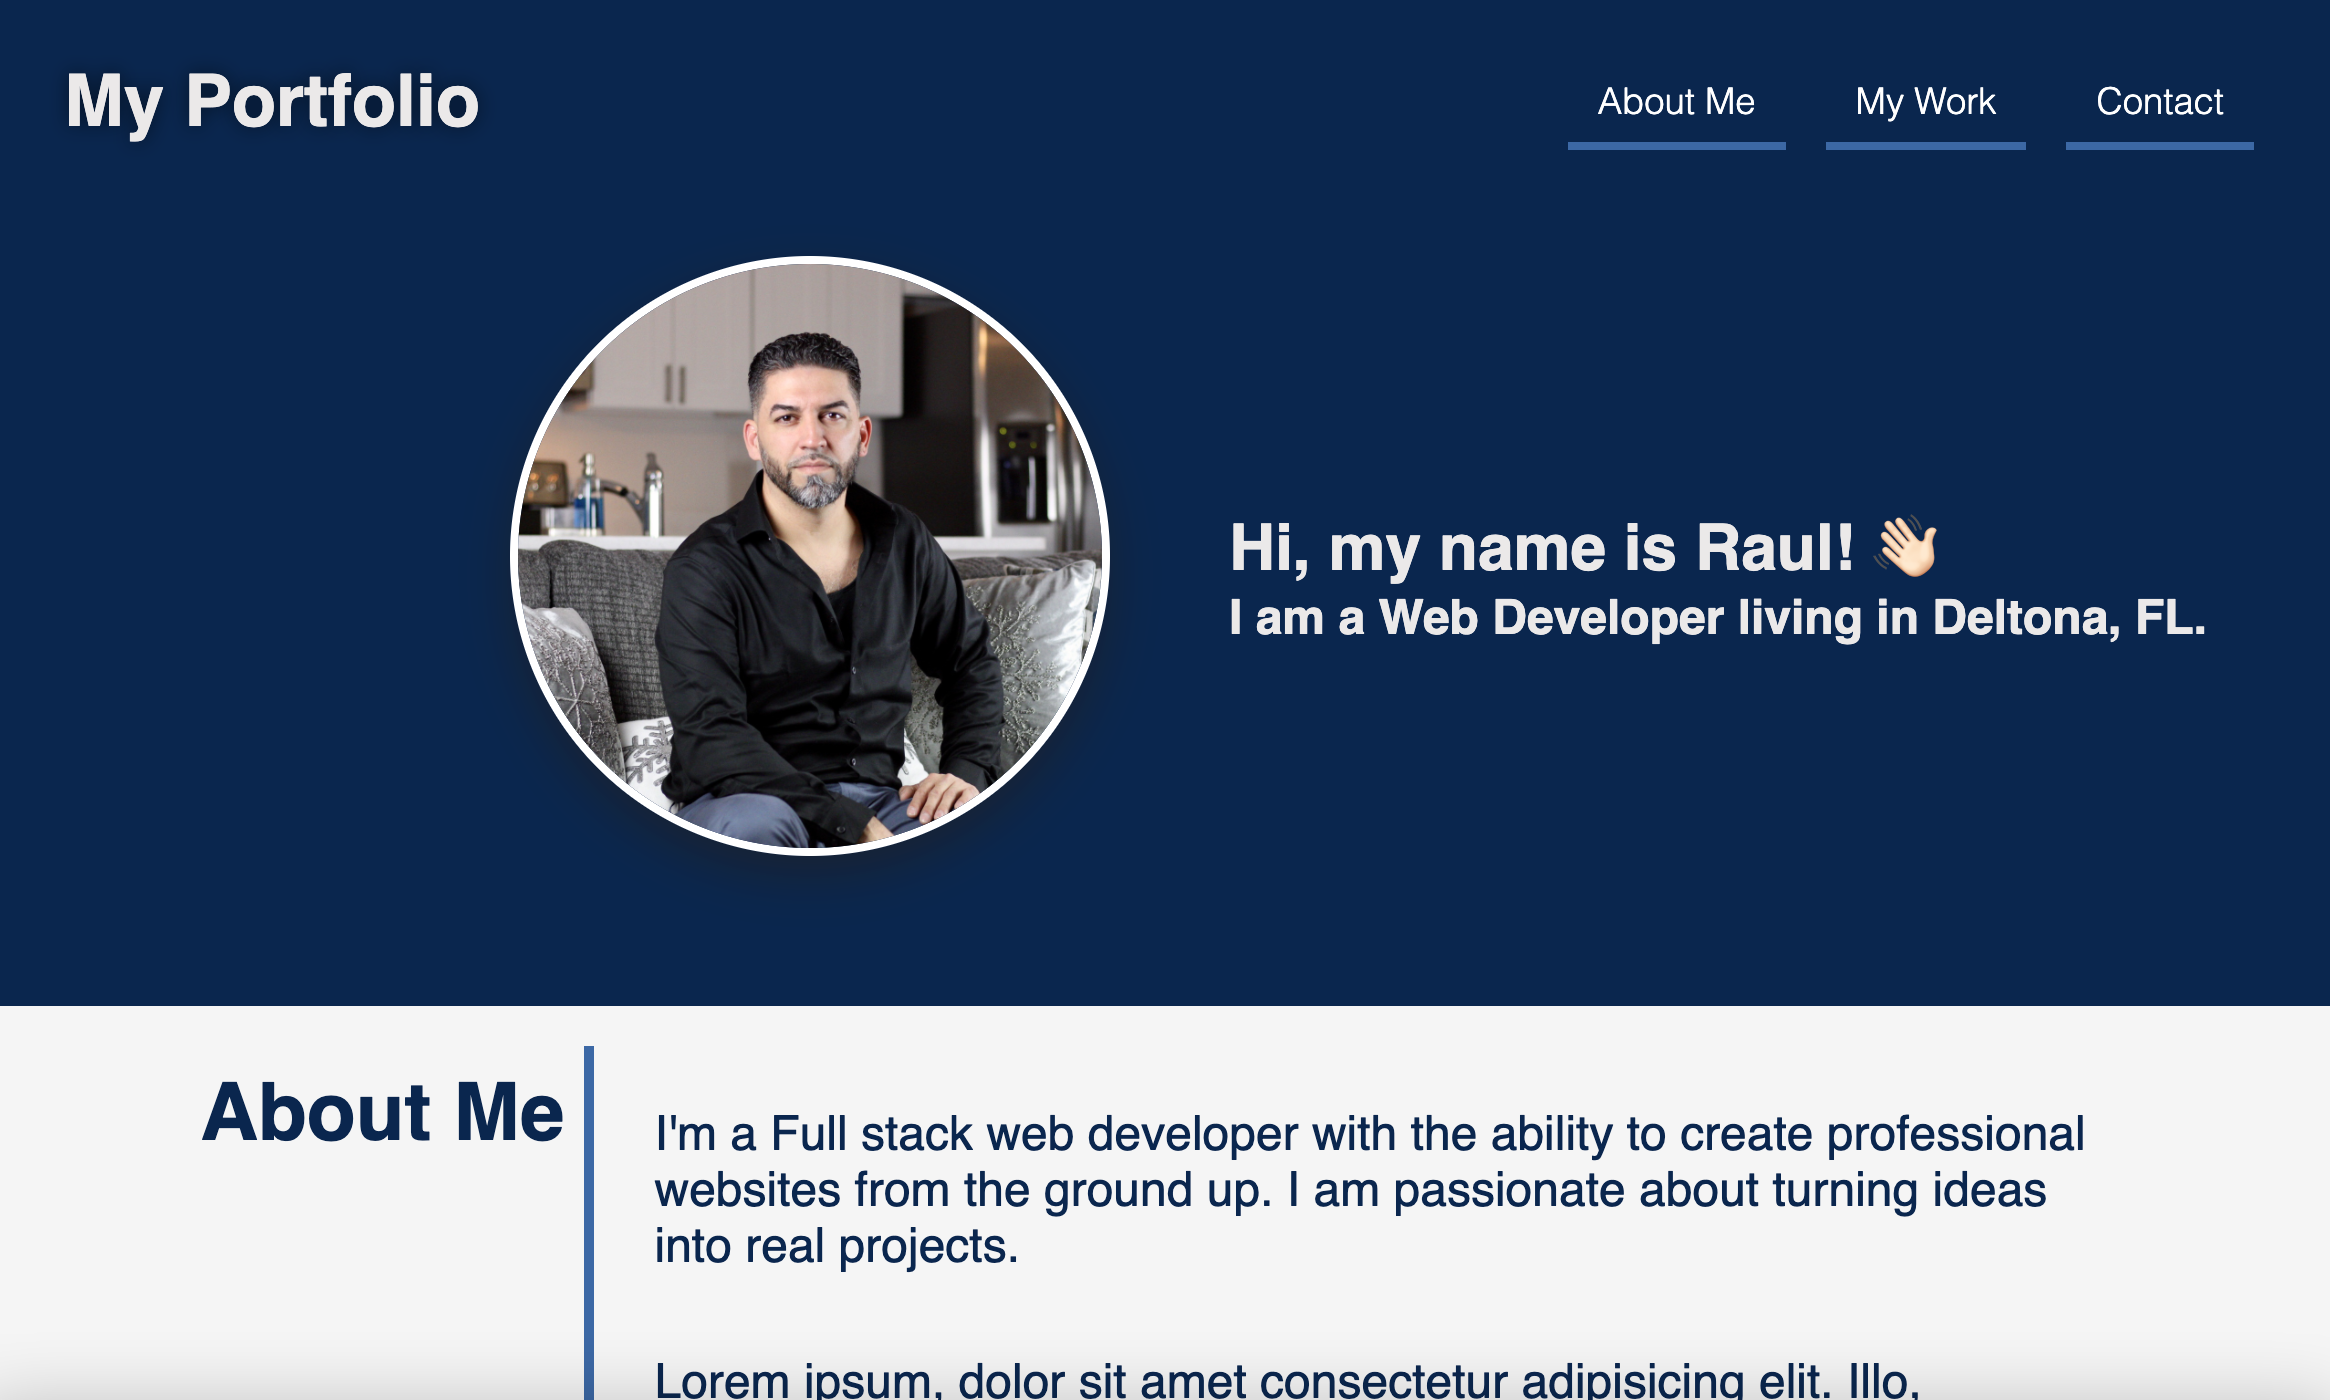 My Portfolio
About Me
My Work
Contact
Hi, my name is Raul! 👋🏻
I am a Web Developer living in Deltona, FL.
About Me
I'm a Full stack web developer with the ability to create professional
websites from the ground up. I am passionate about turning ideas
into real projects.
Lorem ipsum, dolor sit amet consectetur adipisicing elit. Illo,